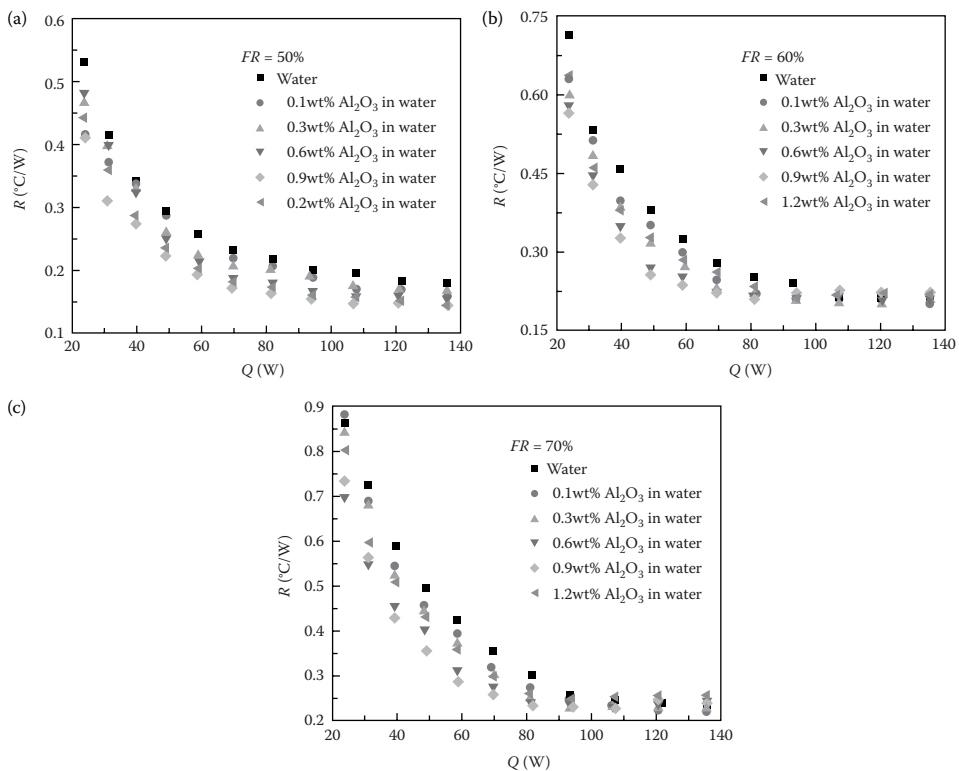 (a)
0.6
0.5
0.4
0.3
0.2
0.1
R (°C/W)
20 40 60 80 100 120 140
Q (W)
FR = 50%
Water
0.1wt% Al₂O₃ in water
0.3wt% Al₂O₃ in water
0.6wt% Al₂O₃ in water
0.9wt% Al₂O₃ in water
0.2wt% Al₂O₃ in water
(b)
0.75
0.60
0.45
0.30
0.15
R (°C/W)
20 40 60 80 100 120 140
Q (W)
FR = 60%
Water
0.1wt% Al₂O₃ in water
0.3wt% Al₂O₃ in water
0.6wt% Al₂O₃ in water
0.9wt% Al₂O₃ in water
1.2wt% Al₂O₃ in water
(c)
0.9
0.8
0.7
0.6
0.5
0.4
0.3
0.2
R (°C/W)
20 40 60 80 100 120 140
Q (W)
FR = 70%
Water
0.1wt% Al₂O₃ in water
0.3wt% Al₂O₃ in water
0.6wt% Al₂O₃ in water
0.9wt% Al₂O₃ in water
1.2wt% Al₂O₃ in water